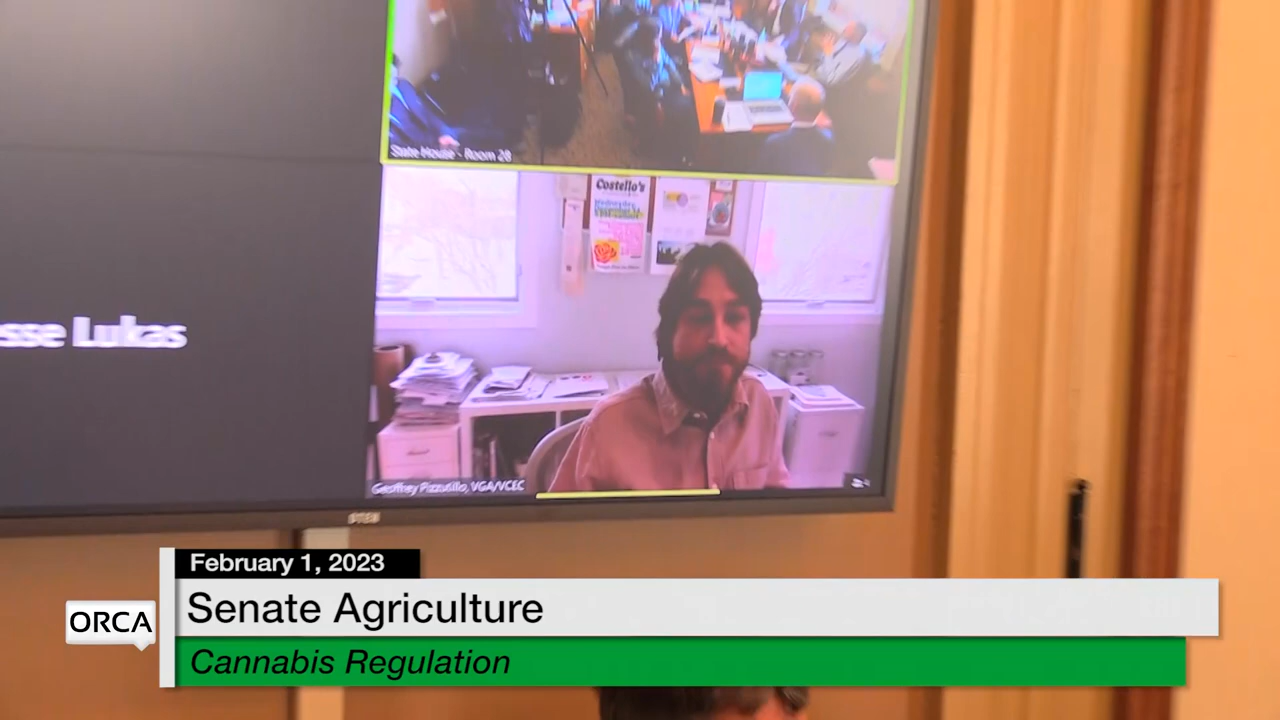 State House - Room 28
Costello's
Wednesday
sse Lukas
Geoffrey Pizzutillo, VGA/VCEC
February 1, 2023
Senate Agriculture
ORCA
Cannabis Regulation